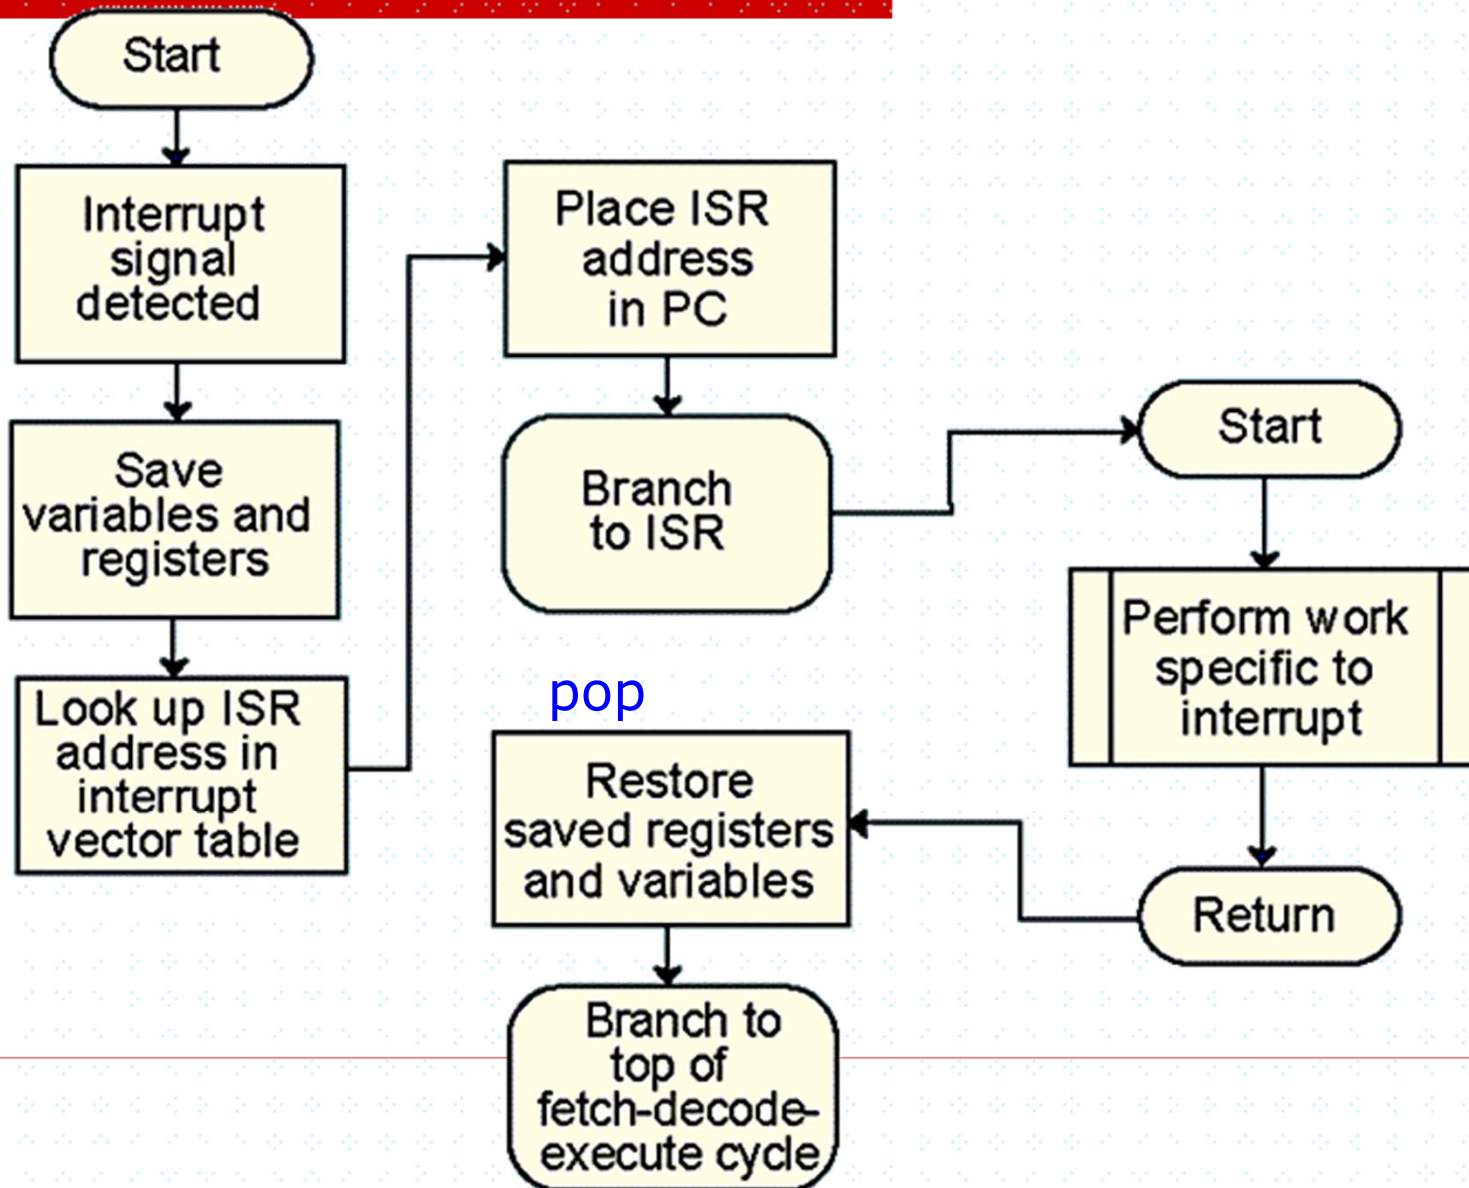 Start
Interrupt
signal
detected
Save
variables and
registers
Look up ISR
address in
interrupt
vector table
Place ISR
address
in PC
Branch
to ISR
Start
Perform work
specific to
interrupt
Return
pop
Restore
saved registers
and variables
Branch to
top of
fetch-decode-
execute cycle